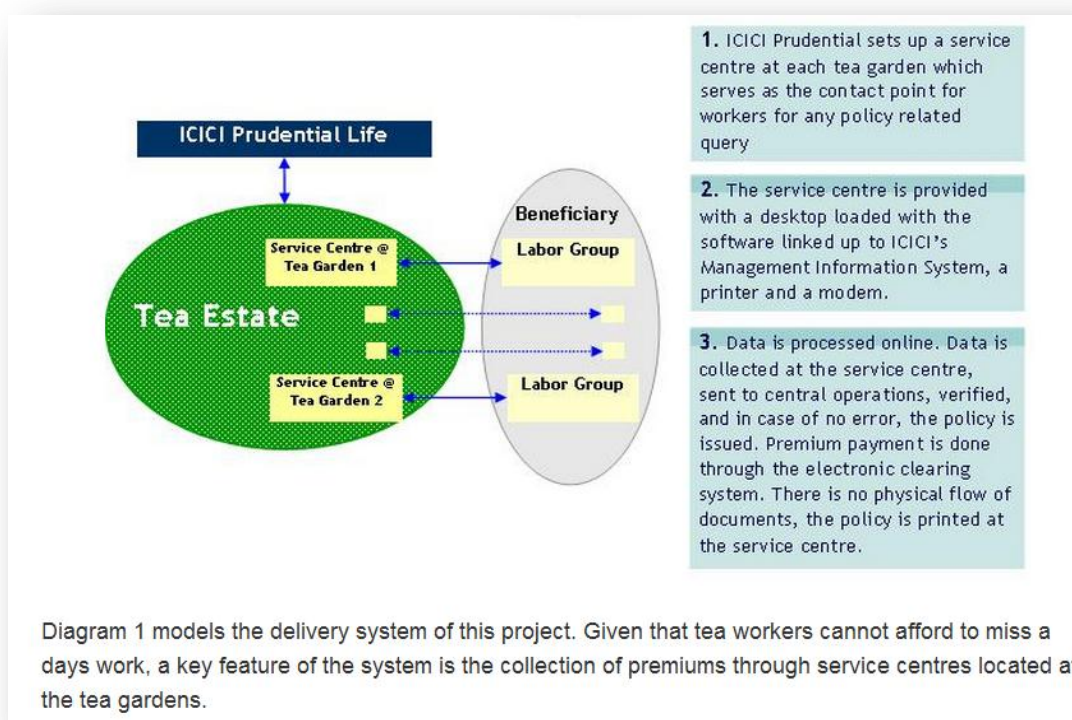 ICICI Prudential Life
Tea Estate
Service Centre @
Tea Garden 1
Service Centre @
Tea Garden 2
Beneficiary
Labor Group
Labor Group
1. ICICI Prudential sets up a service
centre at each tea garden which
serves as the contact point for
workers for any policy related
query
2. The service centre is provided
with a desktop loaded with the
software linked up to ICICI's
Management Information System, a
printer and a modem.
3. Data is processed online. Data is
collected at the service centre,
sent to central operations, verified,
and in case of no error, the policy is
issued. Premium payment is done
through the electronic clearing
system. There is no physical flow of
documents, the policy is printed at
the service centre.
Diagram 1 models the delivery system of this project. Given that tea workers cannot afford to miss a
days work, a key feature of the system is the collection of premiums through service centres located at
the tea gardens.